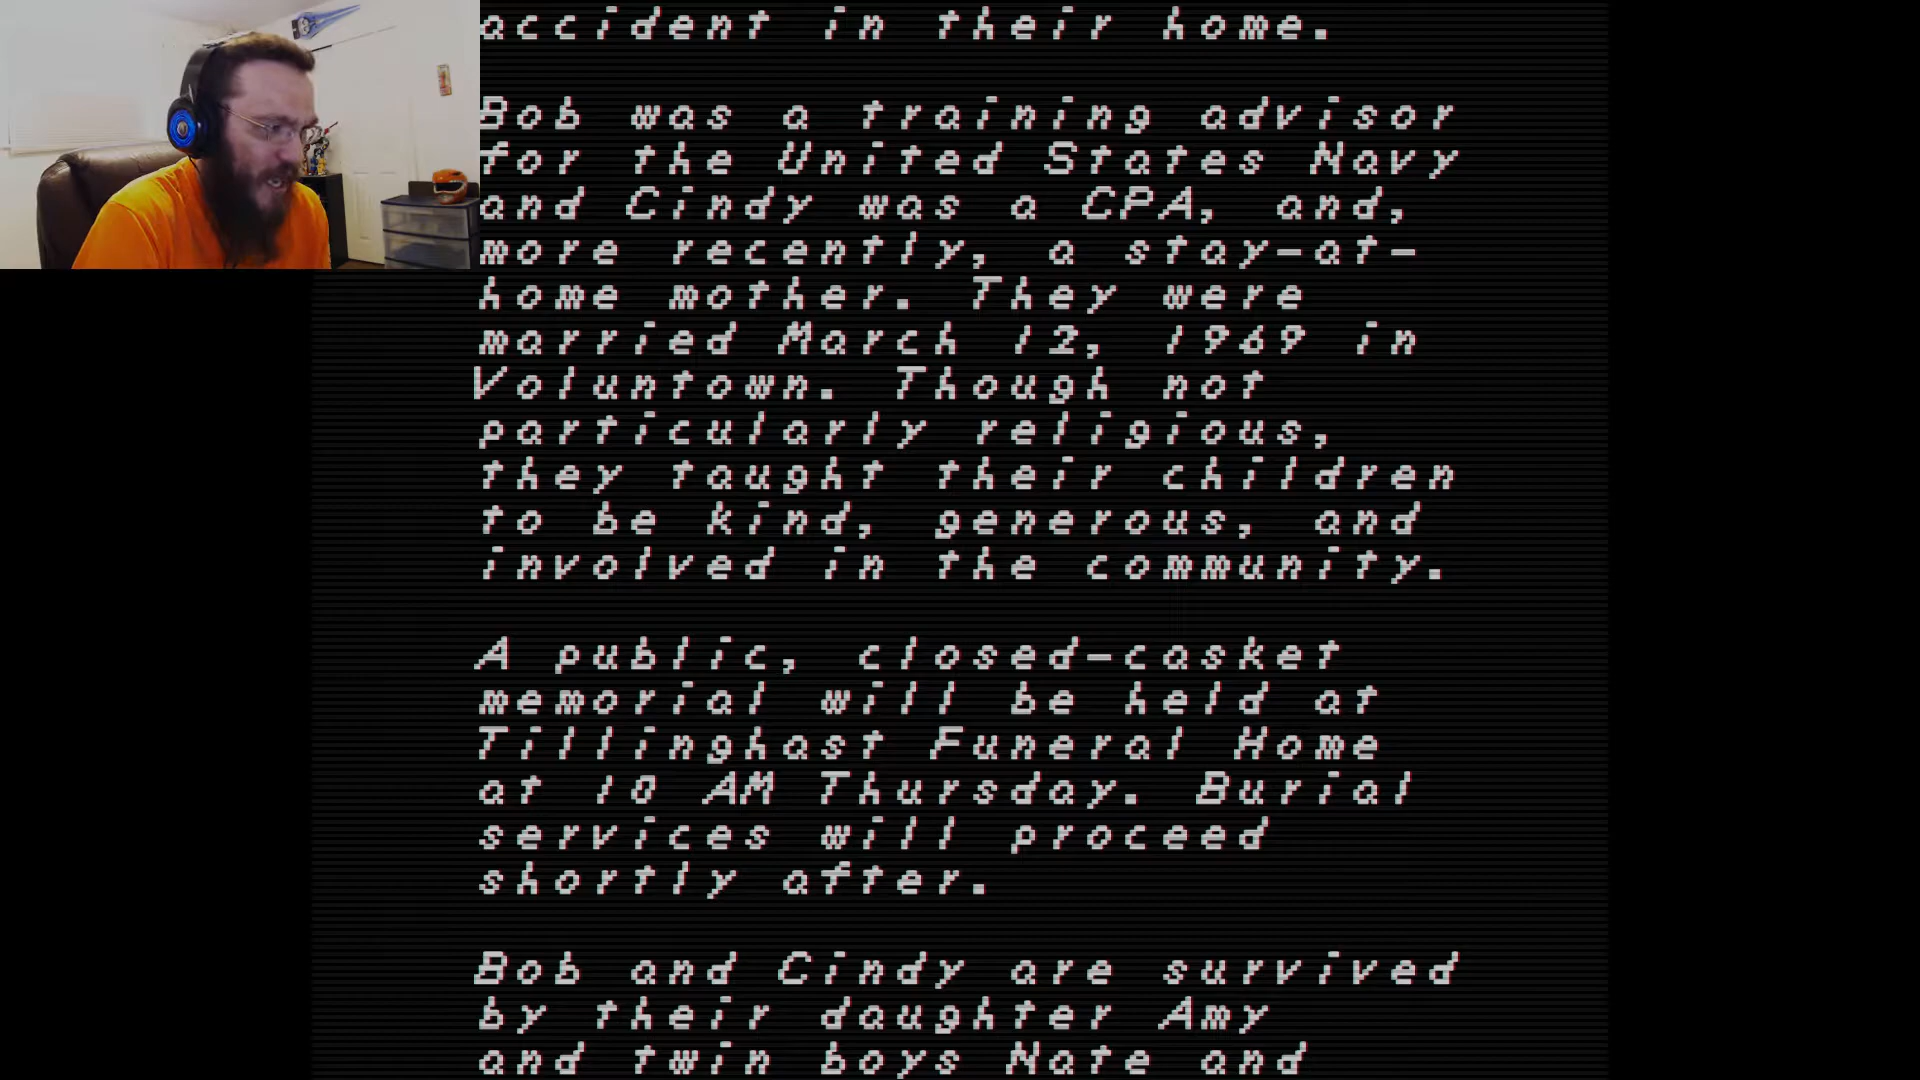 accident in their home.
Bob was a training advisor
for the United States Navy
and Cindy was a CPA, and,
more recently, a stay-at-
home mother. They were
married March 12, 1969 in
Voluntown. Though not
particularly religious,
they taught their children
to be kind, generous, and
involved in the community.
A public, closed-casket
memorial will be held at
Tillinghast Funeral Home
at 10 AM Thursday. Burial
services will proceed
shortly after.
Bob and Cindy are survived
by their daughter Amy
and twin boys Nate and